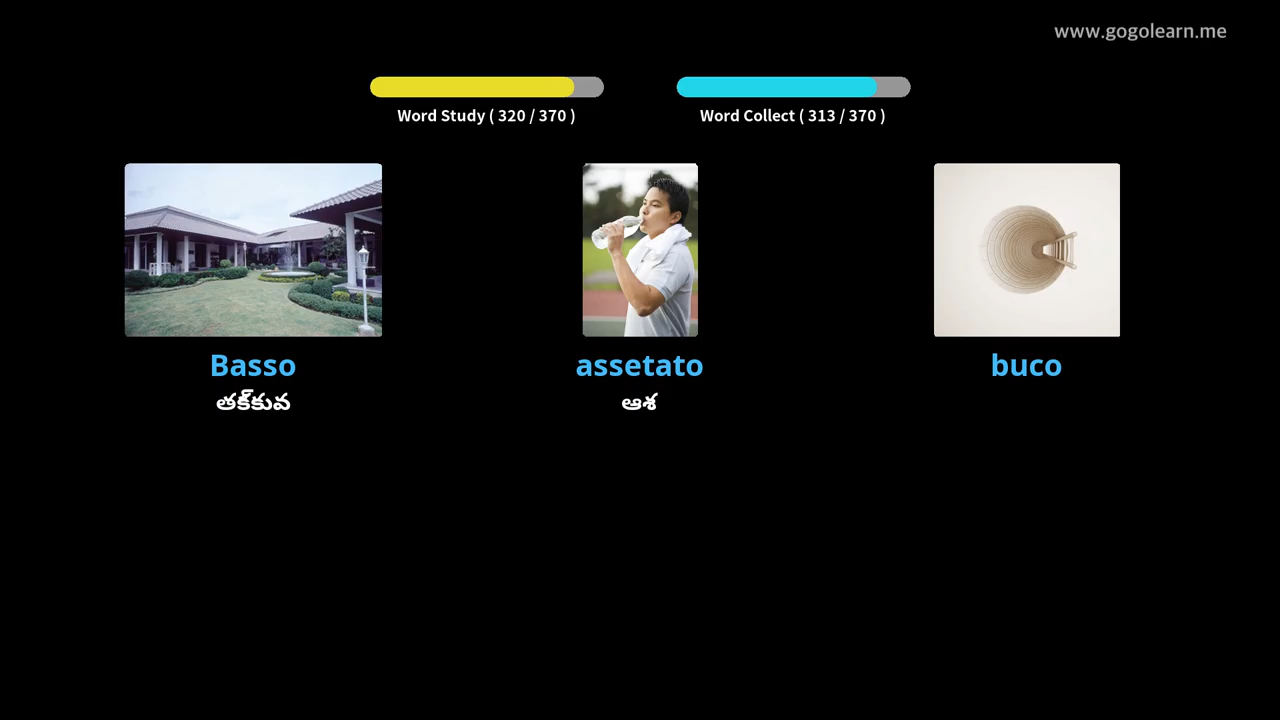 www.gogolearn.me
Word Study ( 320 / 370 )
Word Collect ( 313 / 370 )
Basso
assetato
buco
తక్కువ
ఆశ